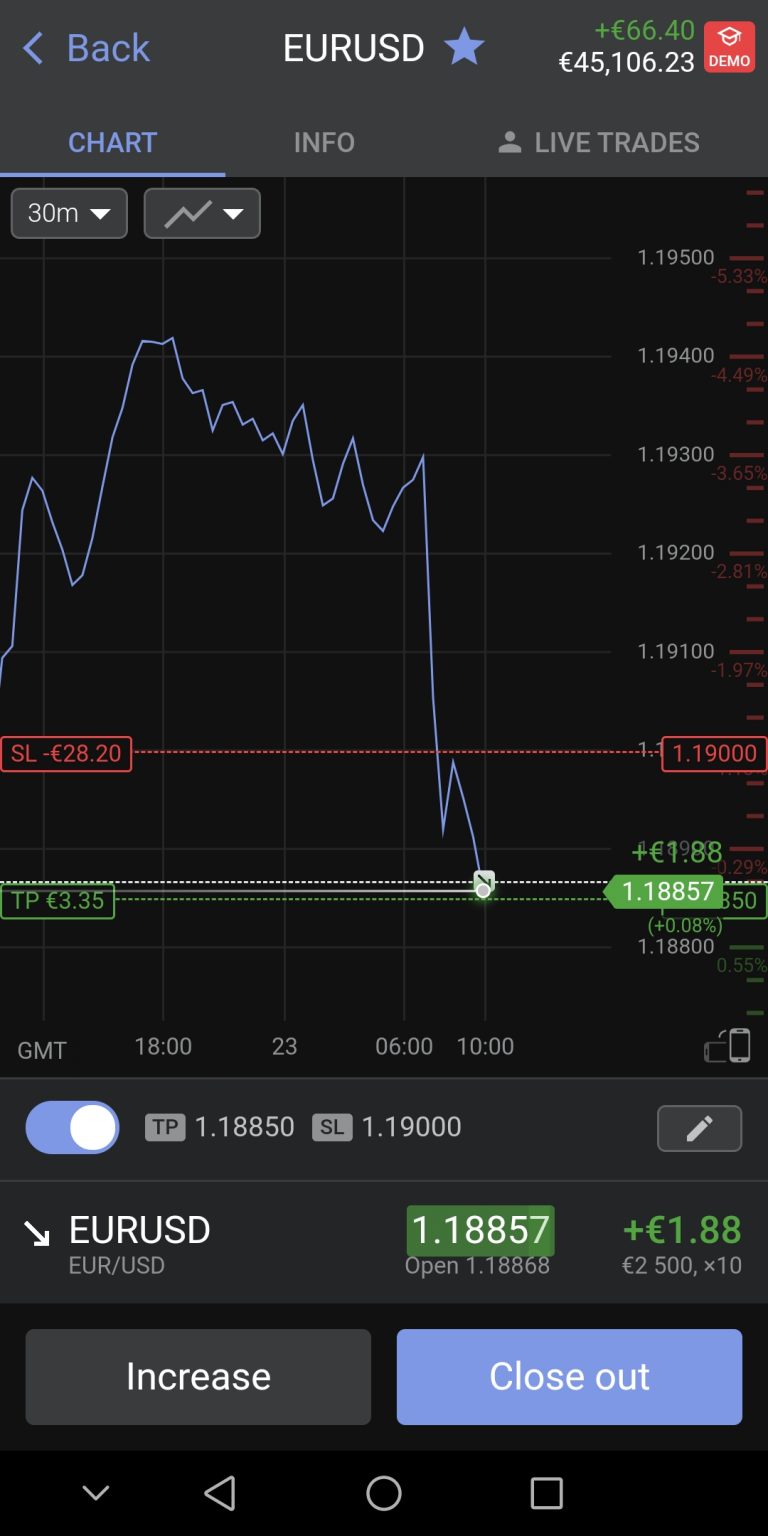 Back EURUSD +€66.40
€45,106.23 DEMO
CHART INFO LIVE TRADES
30m
1.19500
-5.33%
1.19400
-4.49%
1.19300
-3.65%
1.19200
-2.81%
1.19100
-1.97%
SL -€28.20 1.19000
+€1.88
-0.29%
TP €3.35 1.18857 350
(+0.08%)
1.18800
0.55%
GMT 18:00 23 06:00 10:00
TP 1.18850 SL 1.19000
EURUSD 1.18857 +€1.88
EUR/USD Open 1.18868 €2 500, ×10
Increase Close out